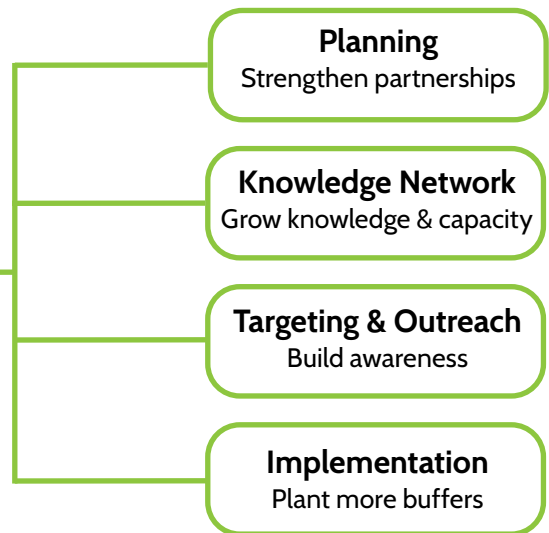 Planning
Strengthen partnerships
Knowledge Network
Grow knowledge & capacity
Targeting & Outreach
Build awareness
Implementation
Plant more buffers